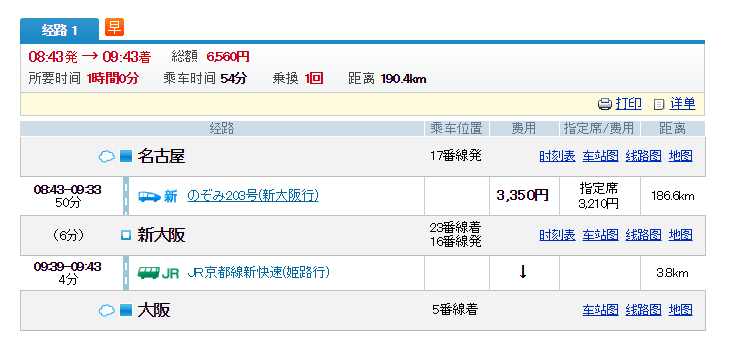 经路 1 早
08:43発 → 09:43着 総額 6,560円
所要时间 1時間0分 乘车时间 54分 乗换 1回 距离 190.4km
打印 详单
经路 乘车位置 费用 指定席/费用 距离
名古屋 17番線発 时刻表 车站图 线路图 地图
08:43-09:33
50分
新 のぞみ203号(新大阪行) 3,350円 指定席
3,210円
186.6km
(6分) 新大阪 23番線着
16番線発
时刻表 车站图 线路图 地图
09:39-09:43
4分
JR JR京都線新快速(姫路行) ↓ 3.8km
大阪 5番線着 车站图 线路图 地图